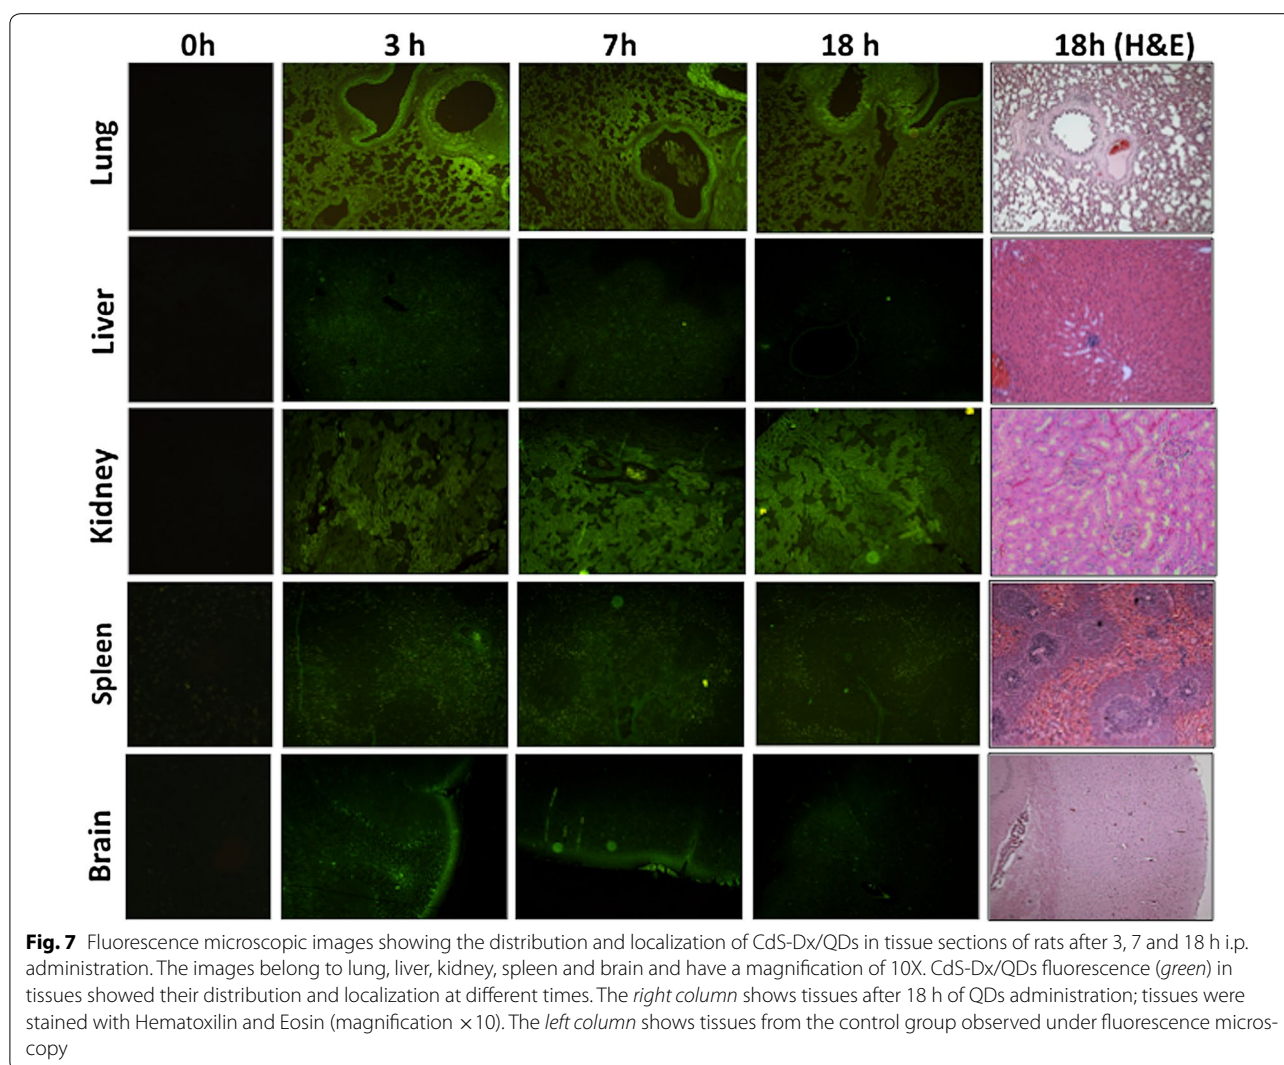 0h 3 h 7h 18 h 18h (H&E)
Lung
Liver
Kidney
Spleen
Brain
Fig. 7 Fluorescence microscopic images showing the distribution and localization of CdS-Dx/QDs in tissue sections of rats after 3, 7 and 18 h i.p.
administration. The images belong to lung, liver, kidney, spleen and brain and have a magnification of 10X. CdS-Dx/QDs fluorescence (green) in
tissues showed their distribution and localization at different times. The right column shows tissues after 18 h of QDs administration; tissues were
stained with Hematoxilin and Eosin (magnification ×10). The left column shows tissues from the control group observed under fluorescence micros-
copy